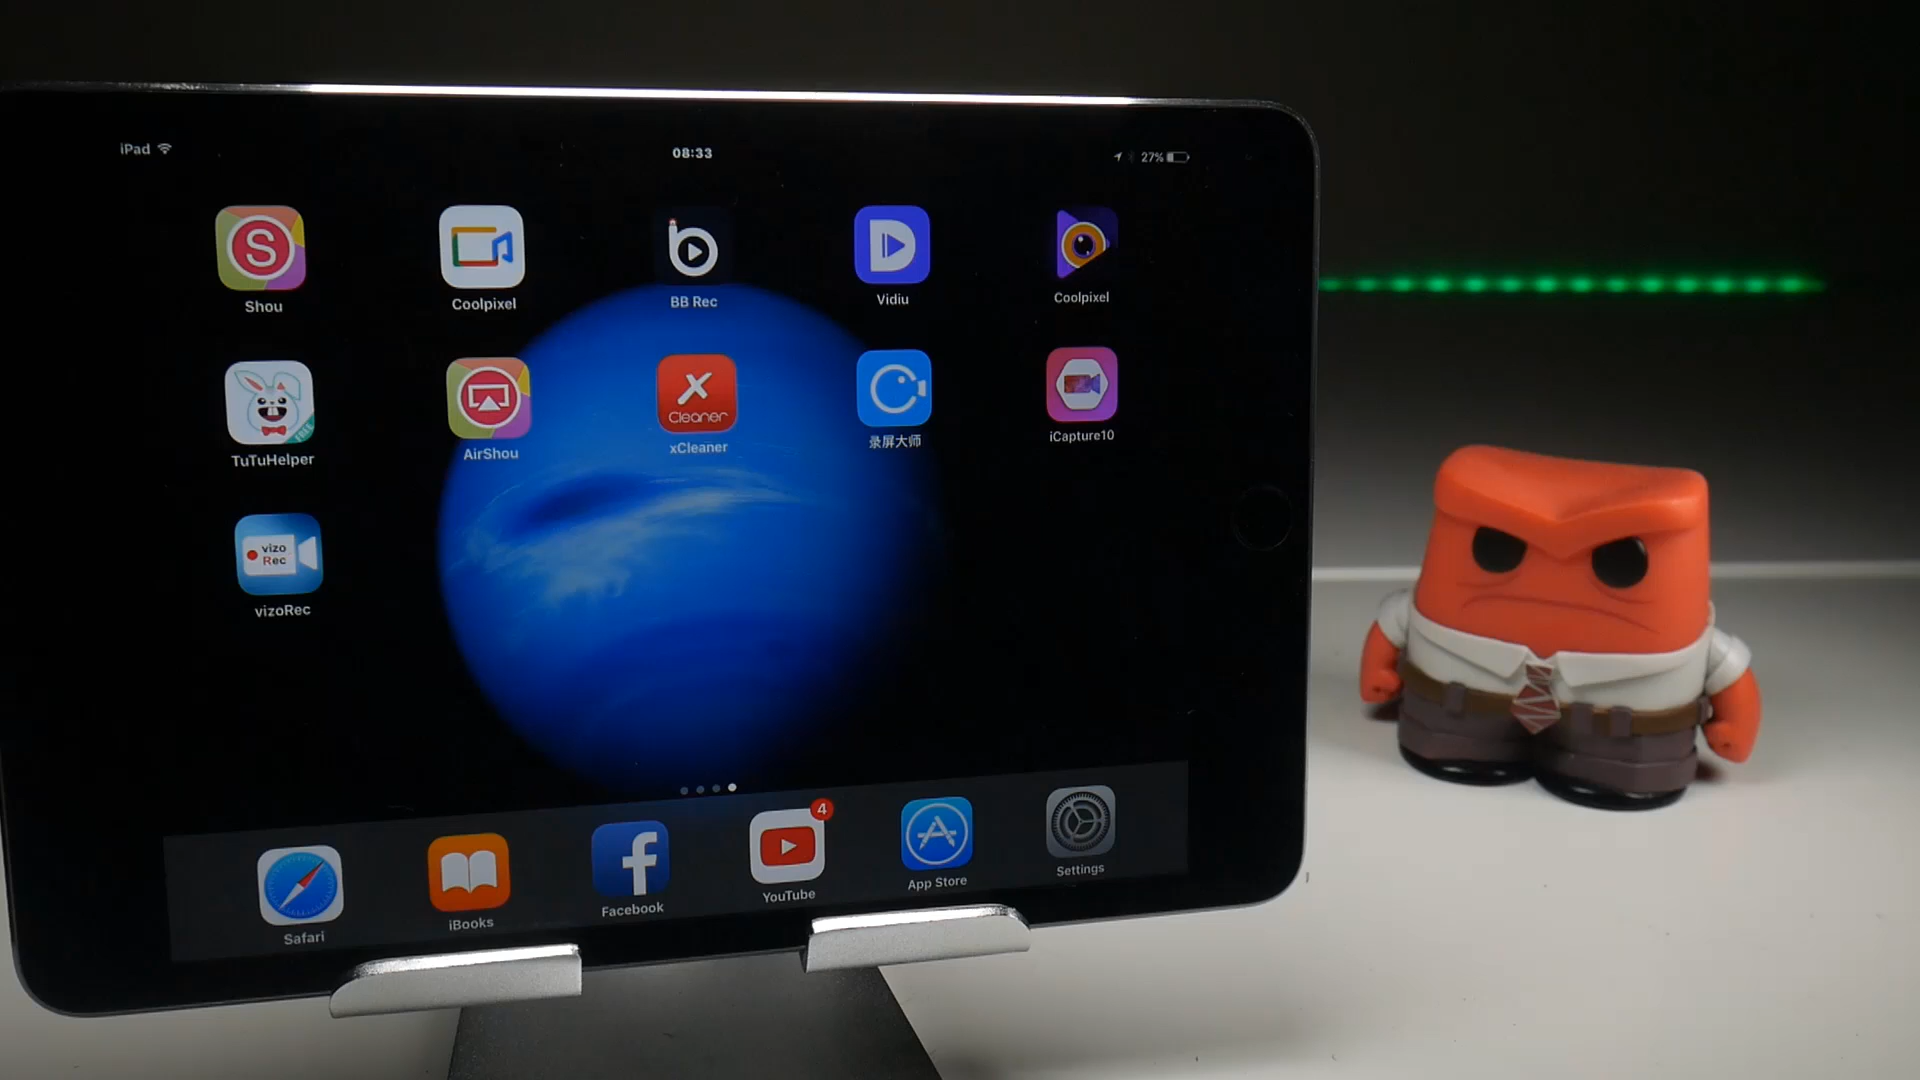 iPad
08:33
27%
S
Shou
Coolpixel
b
BB Rec
D
Vidiu
Coolpixel
FREE
TuTuHelper
AirShou
X
Cleaner
xCleaner
录屏大师
iCapture10
vizo
Rec
vizoRec
Safari
iBooks
f
Facebook
4
YouTube
App Store
Settings